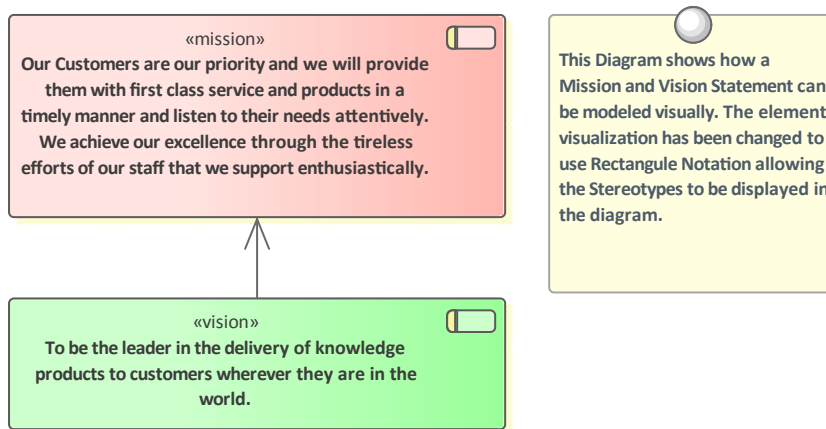 «mission»
Our Customers are our priority and we will provide
them with first class service and products in a
timely manner and listen to their needs attentively.
We achieve our excellence through the tireless
efforts of our staff that we support enthusiastically.
«vision»
To be the leader in the delivery of knowledge
products to customers wherever they are in the
world.
This Diagram shows how a
Mission and Vision Statement can
be modeled visually. The element
visualization has been changed to
use Rectangule Notation allowing
the Stereotypes to be displayed in
the diagram.